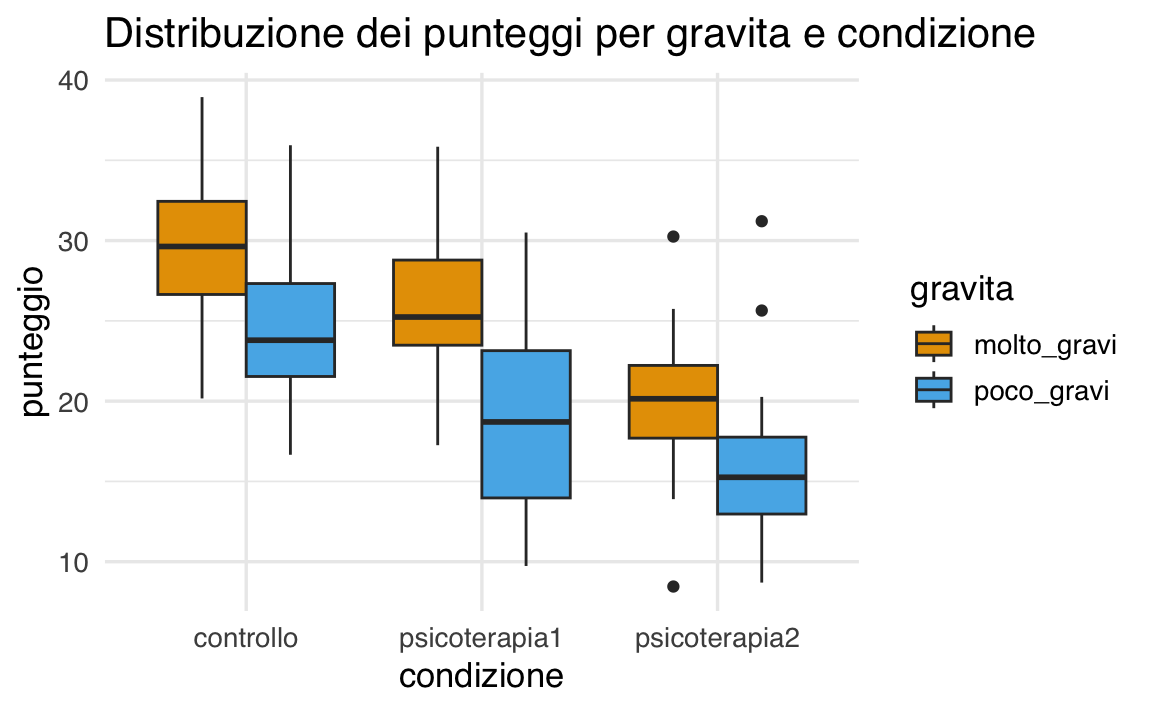 Distribuzione dei punteggi per gravita e condizione
punteggio
40
30
20
10
controllo
psicoterapia1
psicoterapia2
condizione
gravita
molto_gravi
poco_gravi